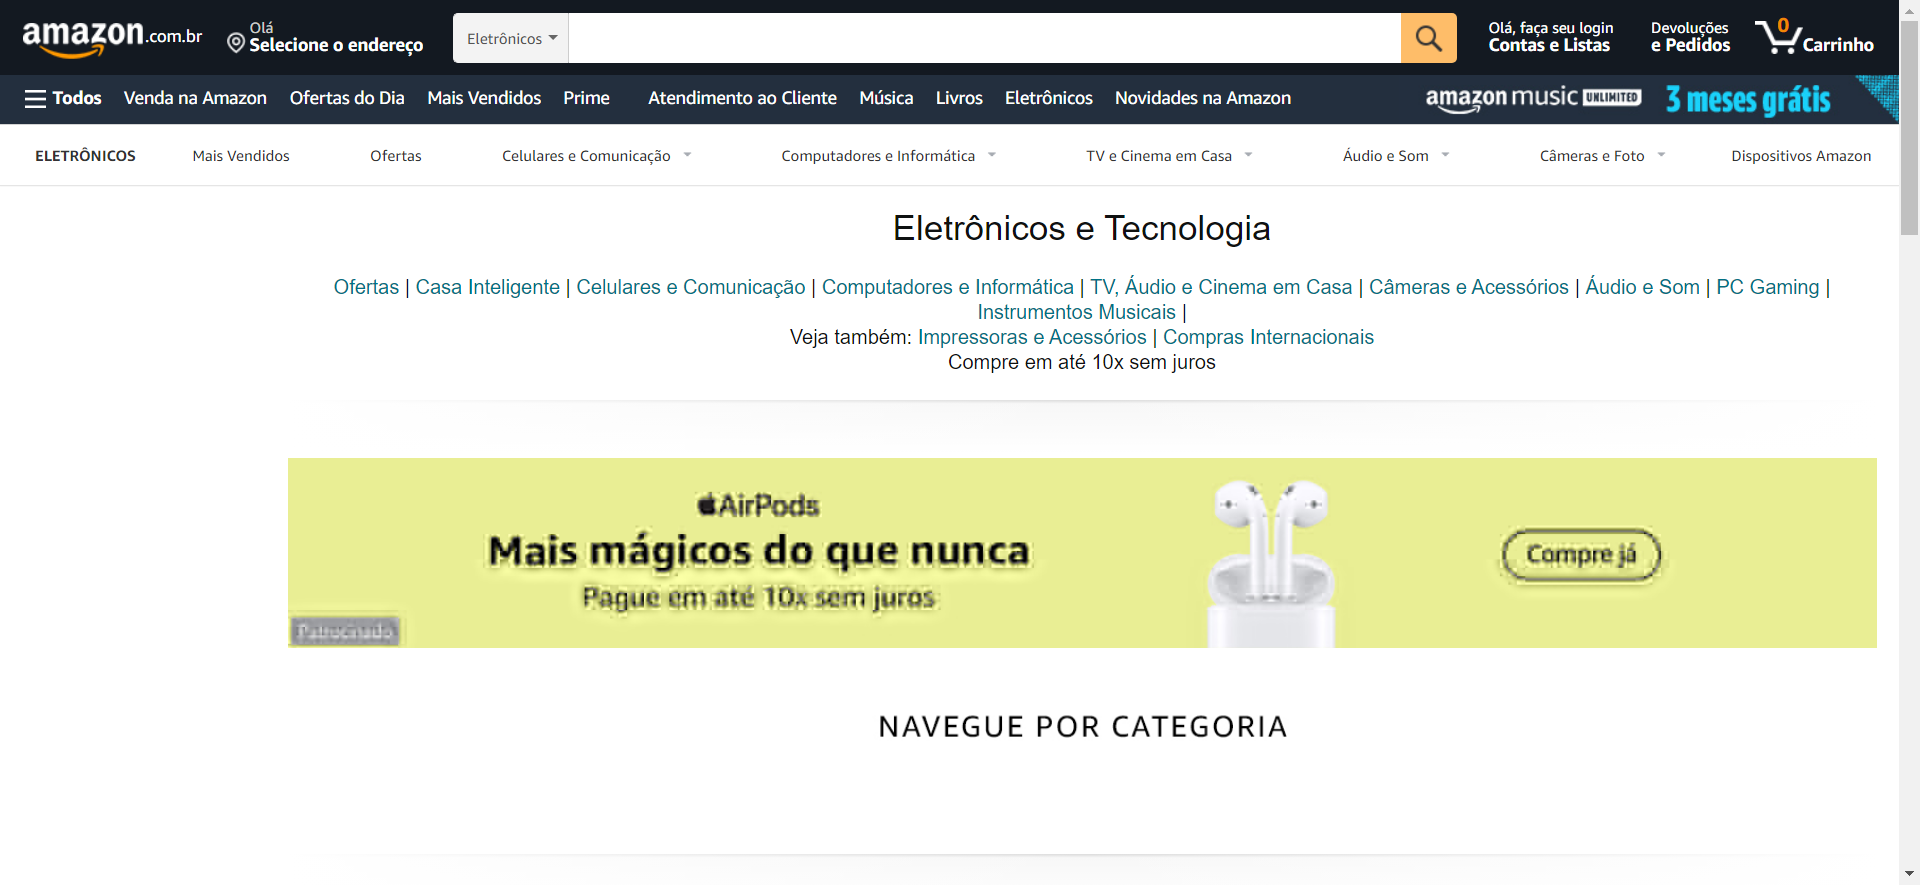 amazon.com.br
Olá
Selecione o endereço
Eletrônicos
Olá, faça seu login
Contas e Listas
Devoluções
e Pedidos
0
Carrinho
Todos Venda na Amazon Ofertas do Dia Mais Vendidos Prime Atendimento ao Cliente Música Livros Eletrônicos Novidades na Amazon
amazon music UNLIMITED 3 meses grátis
ELETRÔNICOS Mais Vendidos Ofertas Celulares e Comunicação Computadores e Informática TV e Cinema em Casa Áudio e Som Câmeras e Foto Dispositivos Amazon
Eletrônicos e Tecnologia
Ofertas | Casa Inteligente | Celulares e Comunicação | Computadores e Informática | TV, Áudio e Cinema em Casa | Câmeras e Acessórios | Áudio e Som | PC Gaming |
Instrumentos Musicais |
Veja também: Impressoras e Acessórios | Compras Internacionais
Compre em até 10x sem juros
AirPods
Mais mágicos do que nunca
Pague em até 10x sem juros
Compre já
Patrocinado
NAVEGUE POR CATEGORIA